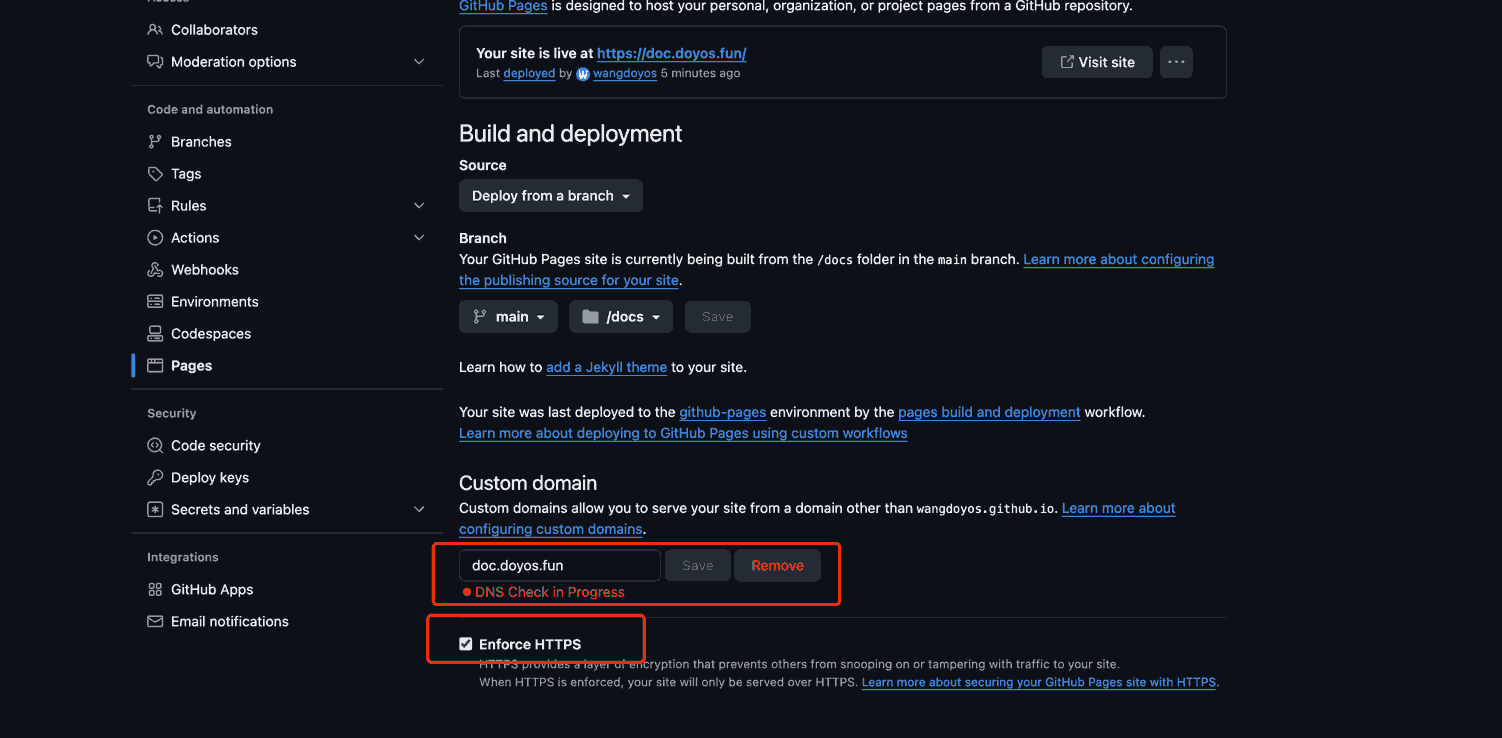 GitHub Pages is designed to host your personal, organization, or project pages from a GitHub repository.
Collaborators
Moderation options
Your site is live at https://doc.doyos.fun/
Last deployed by wangdoyos 5 minutes ago
Visit site
Code and automation
Branches
Tags
Rules
Actions
Webhooks
Environments
Codespaces
Pages
Security
Code security
Deploy keys
Secrets and variables
Integrations
GitHub Apps
Email notifications
Build and deployment
Source
Deploy from a branch
Branch
Your GitHub Pages site is currently being built from the /docs folder in the main branch. Learn more about configuring
the publishing source for your site.
main
/docs
Save
Learn how to add a Jekyll theme to your site.
Your site was last deployed to the github-pages environment by the pages build and deployment workflow.
Learn more about deploying to GitHub Pages using custom workflows
Custom domain
Custom domains allow you to serve your site from a domain other than wangdoyos.github.io. Learn more about
configuring custom domains.
doc.doyos.fun
Save
Remove
DNS Check in Progress
Enforce HTTPS
HTTPS provides a layer of encryption that prevents others from snooping on or tampering with traffic to your site.
When HTTPS is enforced, your site will only be served over HTTPS. Learn more about securing your GitHub Pages site with HTTPS.